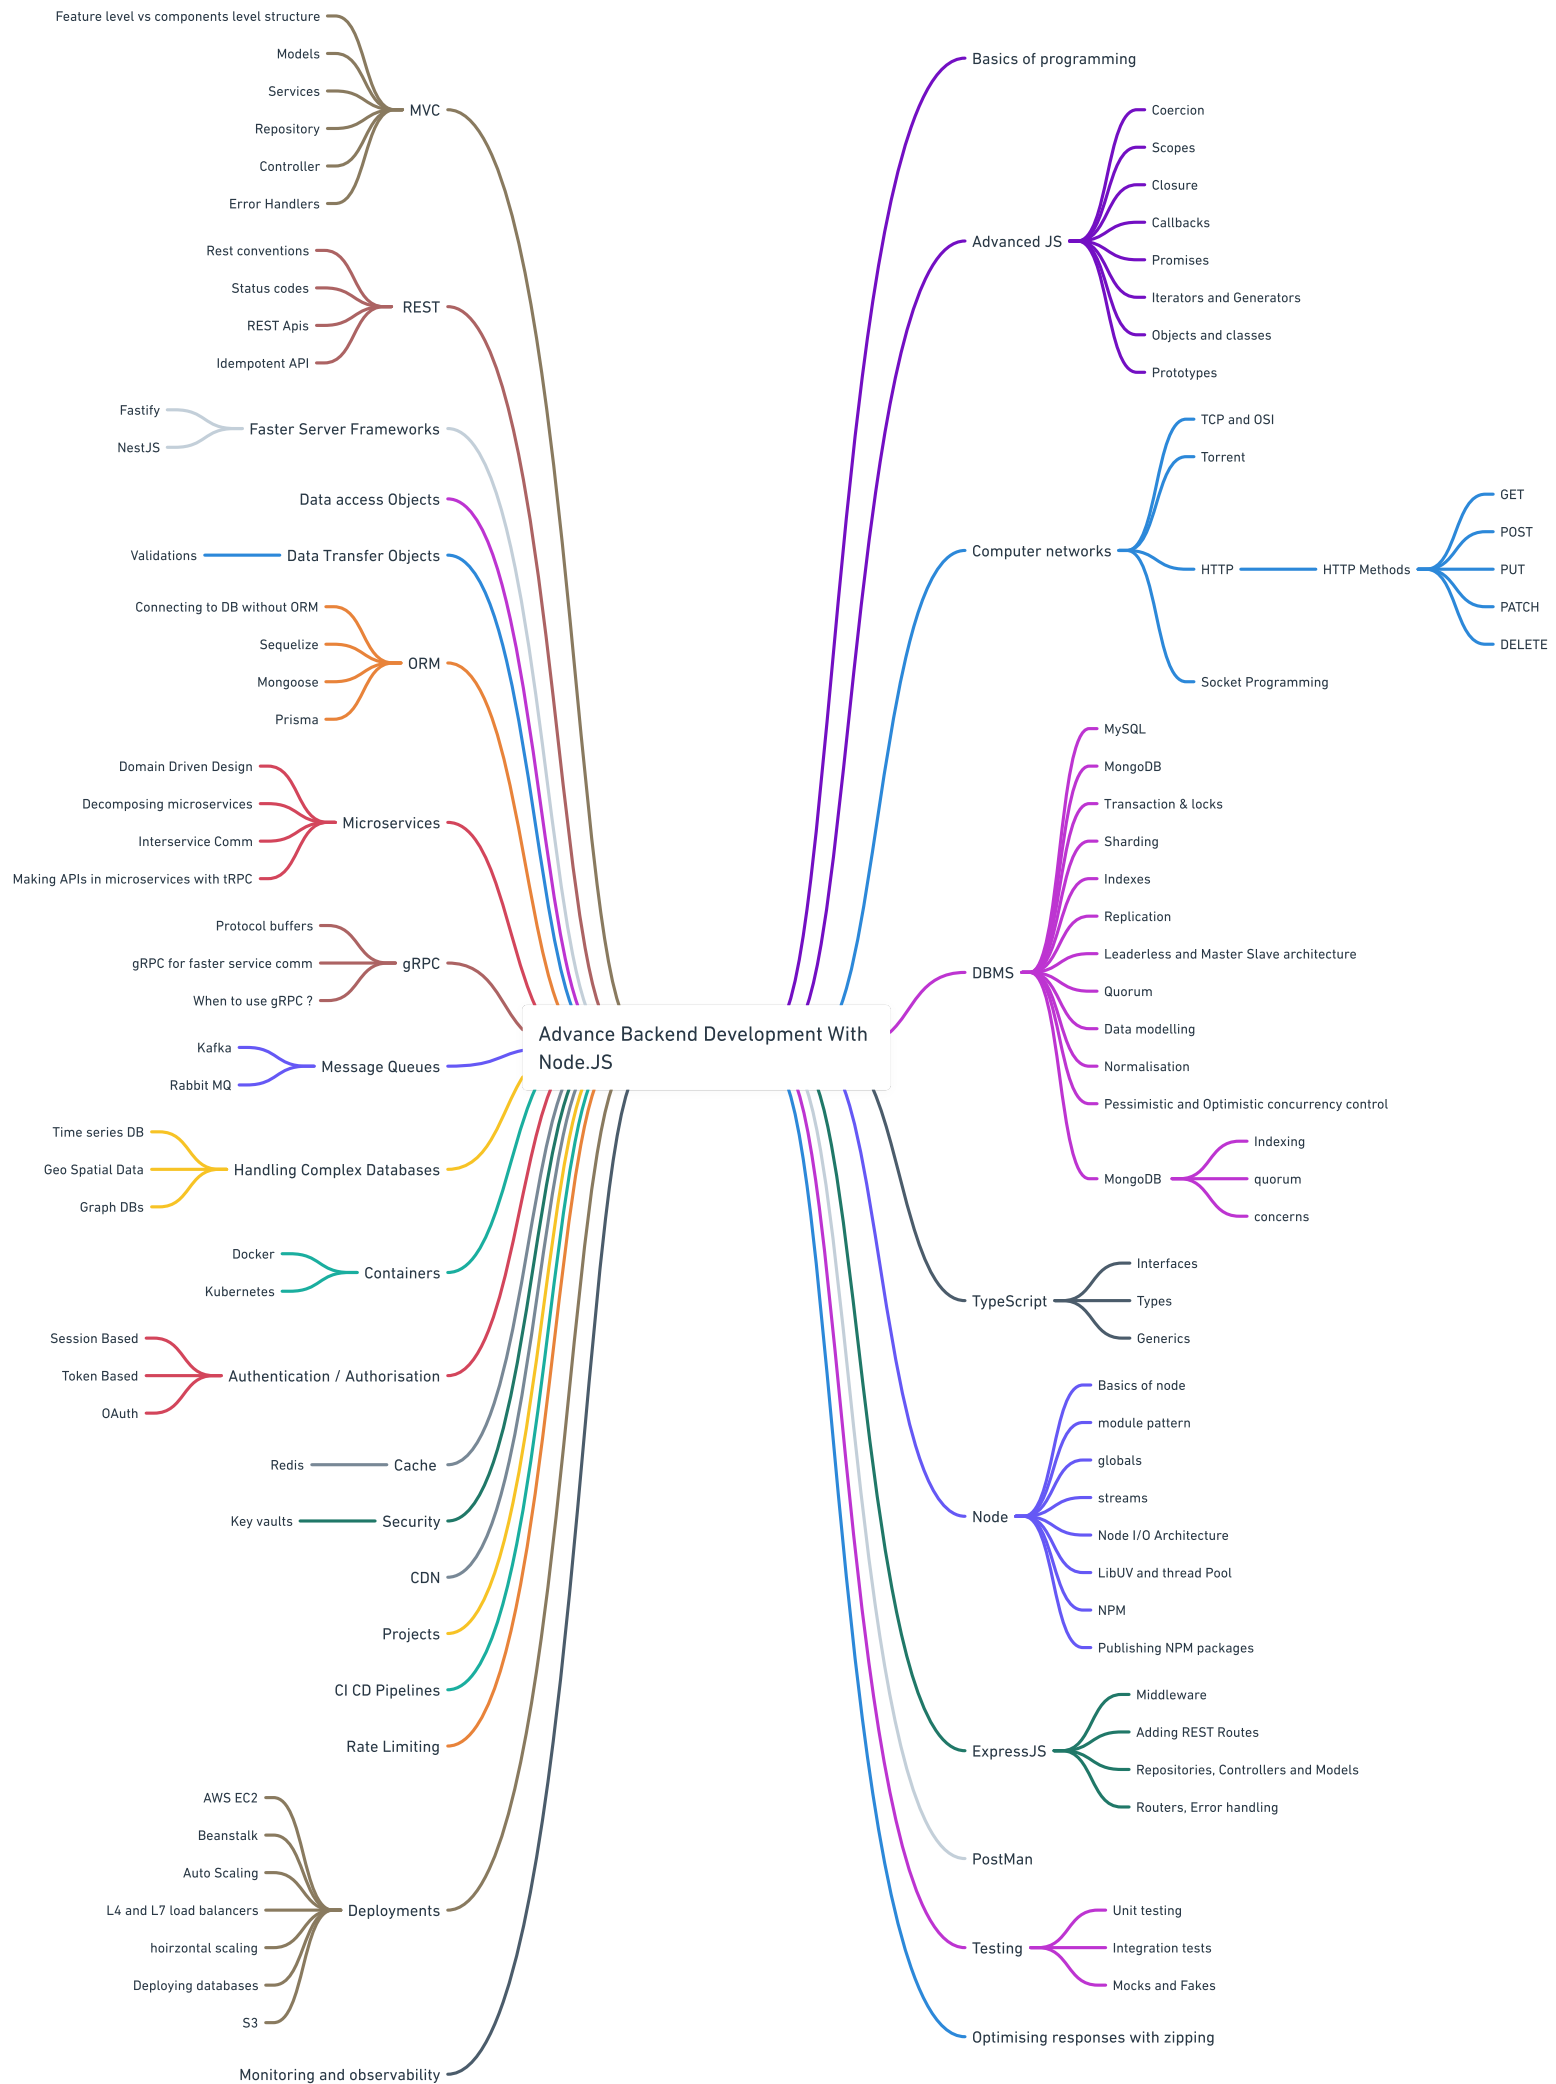 Advance Backend Development With
Node.JS
Basics of programming
Advanced JS
Coercion
Scopes
Closure
Callbacks
Promises
Iterators and Generators
Objects and classes
Prototypes
Computer networks
TCP and OSI
Torrent
HTTP
HTTP Methods
GET
POST
PUT
PATCH
DELETE
Socket Programming
DBMS
MySQL
MongoDB
Transaction & locks
Sharding
Indexes
Replication
Leaderless and Master Slave architecture
Quorum
Data modelling
Normalisation
Pessimistic and Optimistic concurrency control
MongoDB
Indexing
quorum
concerns
TypeScript
Interfaces
Types
Generics
Node
Basics of node
module pattern
globals
streams
Node I/O Architecture
LibUV and thread Pool
NPM
Publishing NPM packages
ExpressJS
Middleware
Adding REST Routes
Repositories, Controllers and Models
Routers, Error handling
PostMan
Testing
Unit testing
Integration tests
Mocks and Fakes
Optimising responses with zipping
MVC
Feature level vs components level structure
Models
Services
Repository
Controller
Error Handlers
REST
Rest conventions
Status codes
REST Apis
Idempotent API
Faster Server Frameworks
Fastify
NestJS
Data access Objects
Data Transfer Objects
Validations
ORM
Connecting to DB without ORM
Sequelize
Mongoose
Prisma
Microservices
Domain Driven Design
Decomposing microservices
Interservice Comm
Making APIs in microservices with tRPC
gRPC
Protocol buffers
gRPC for faster service comm
When to use gRPC ?
Message Queues
Kafka
Rabbit MQ
Handling Complex Databases
Time series DB
Geo Spatial Data
Graph DBs
Containers
Docker
Kubernetes
Authentication / Authorisation
Session Based
Token Based
OAuth
Cache
Redis
Security
Key vaults
CDN
Projects
CI CD Pipelines
Rate Limiting
Deployments
AWS EC2
Beanstalk
Auto Scaling
L4 and L7 load balancers
hoirzontal scaling
Deploying databases
S3
Monitoring and observability